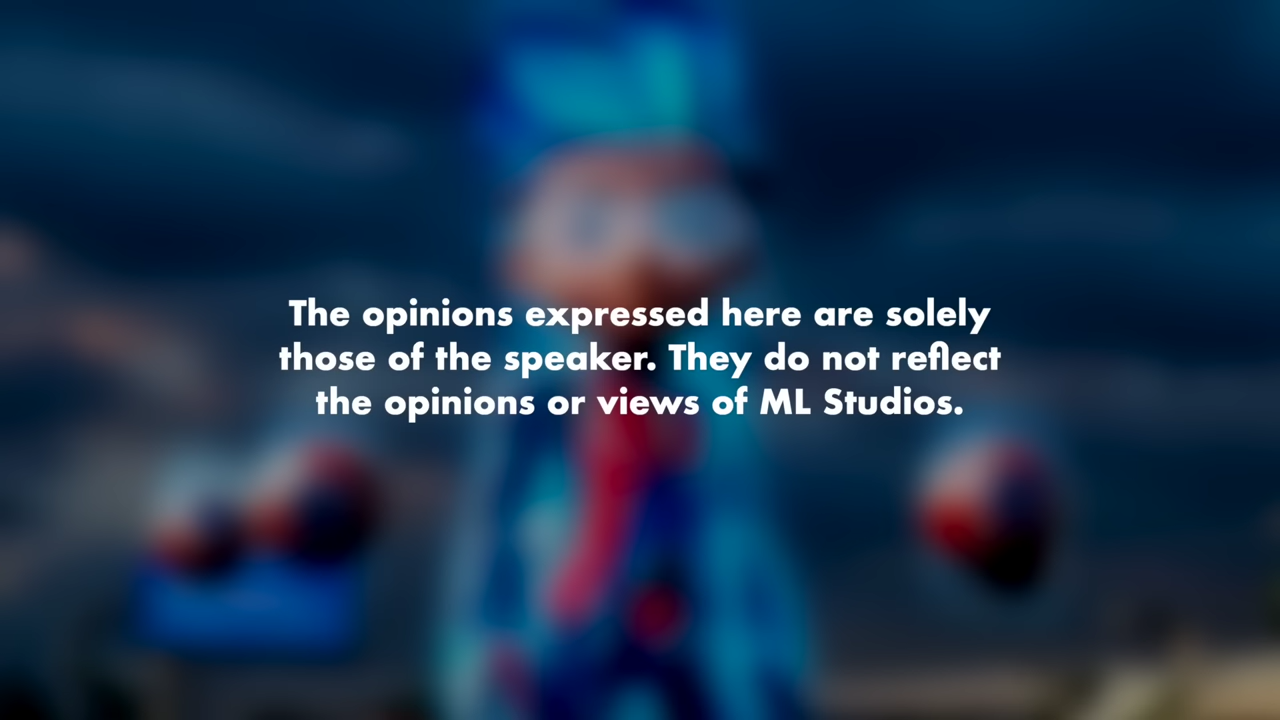 The opinions expressed here are solely
those of the speaker. They do not reflect
the opinions or views of ML Studios.